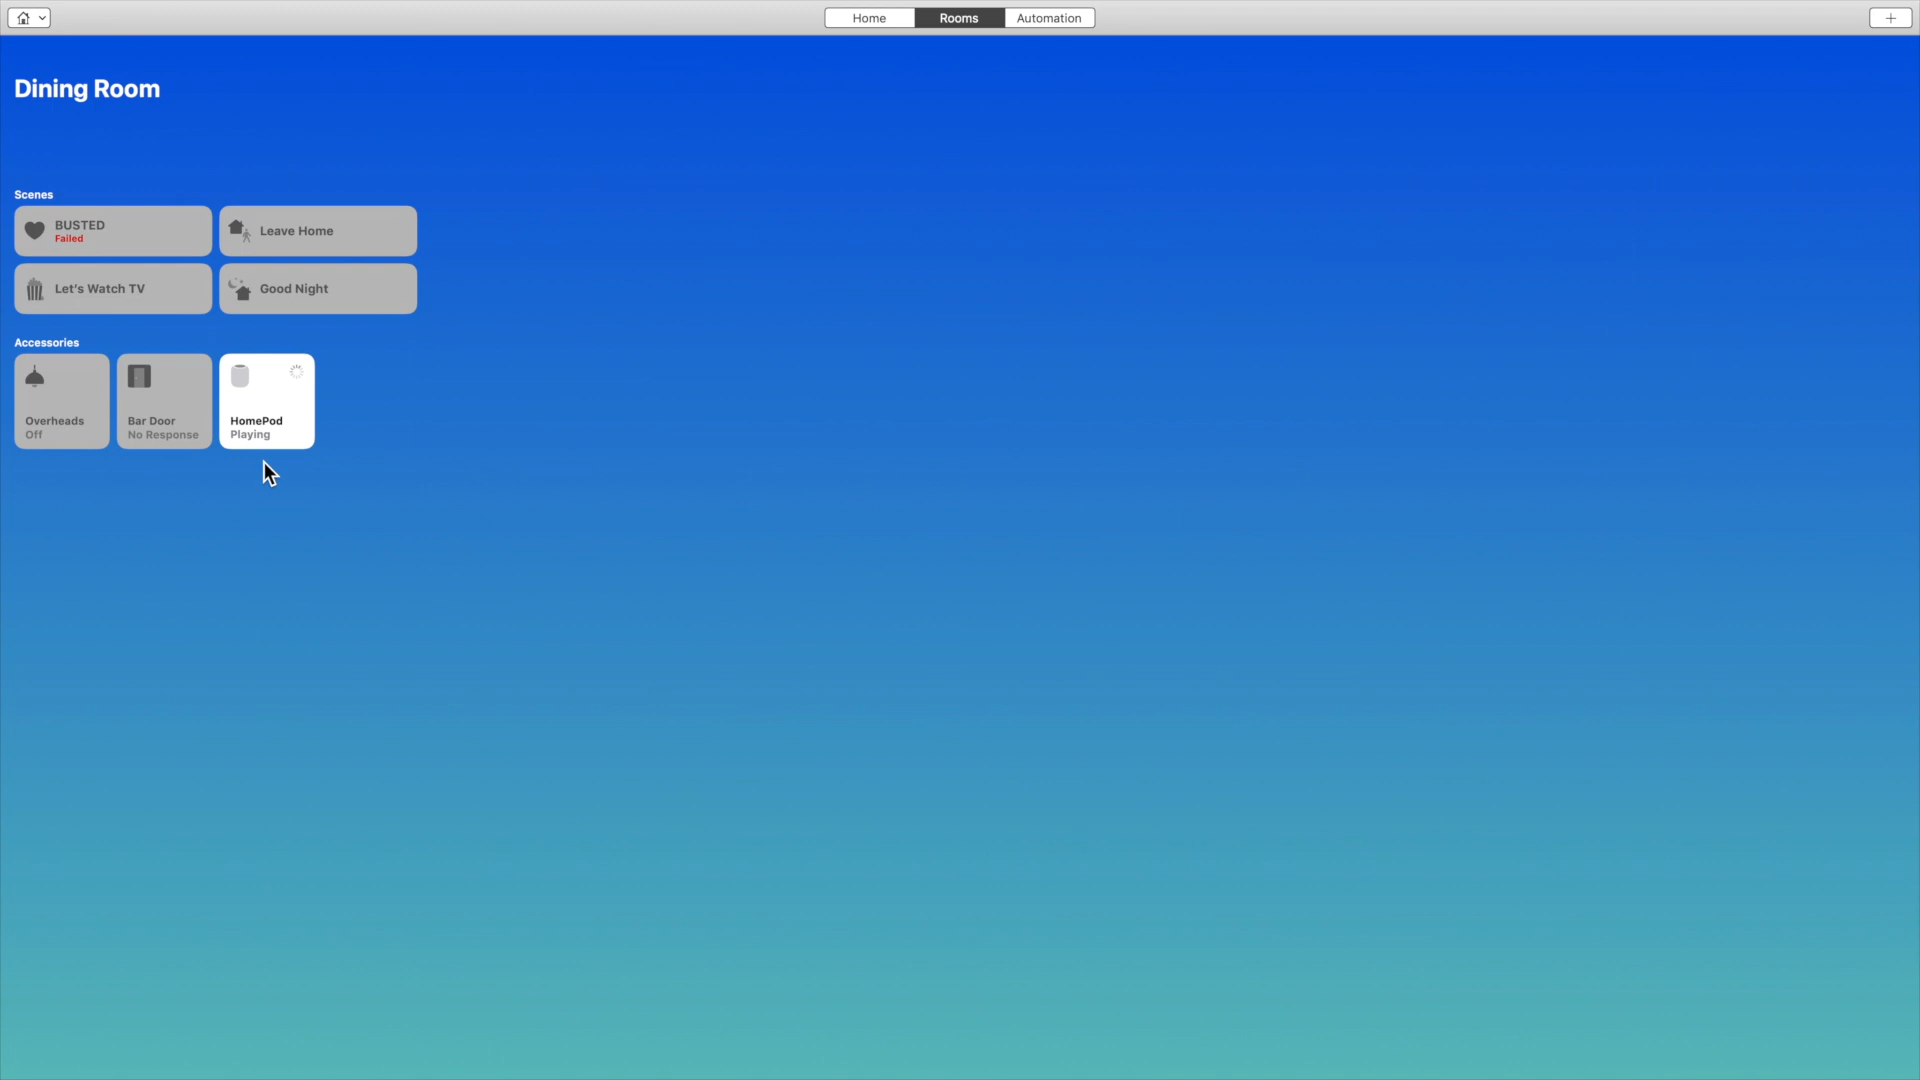 Home
Rooms
Automation
Dining Room
Scenes
BUSTED
Failed
Leave Home
Let's Watch TV
Good Night
Accessories
Overheads
Off
Bar Door
No Response
HomePod
Playing